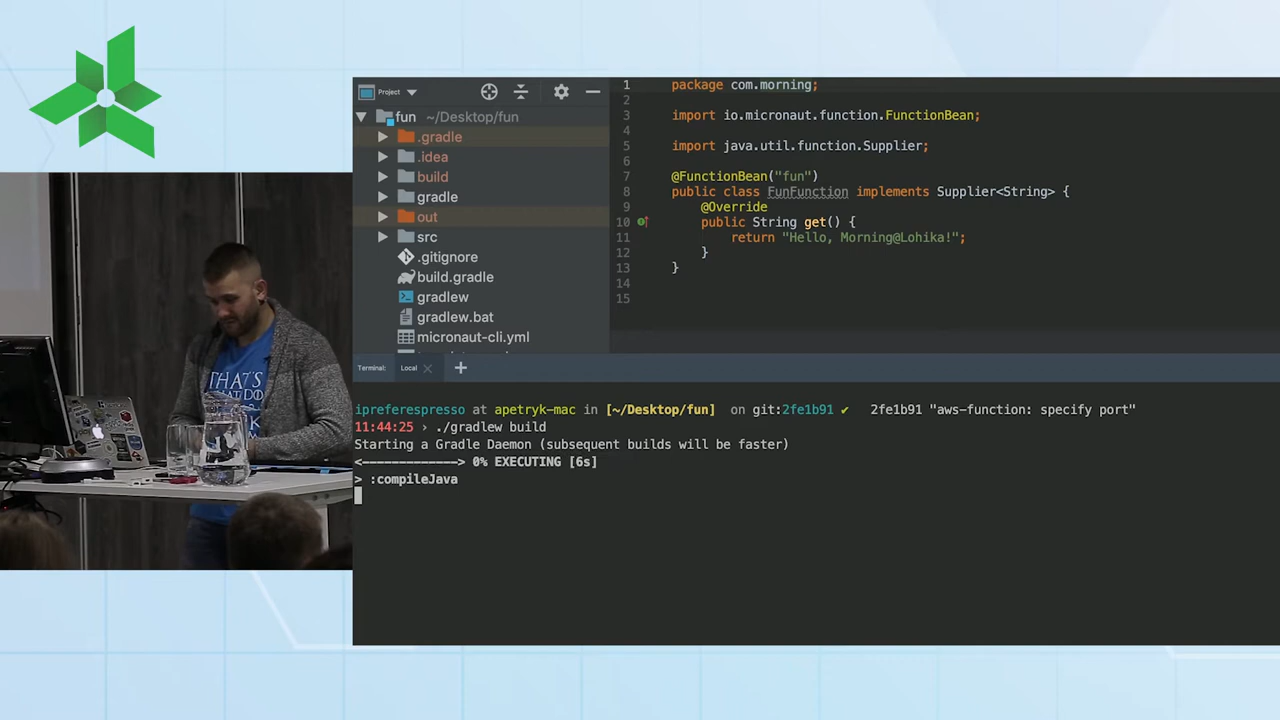 Project
fun ~/Desktop/fun
.gradle
.idea
build
gradle
out
src
.gitignore
build.gradle
gradlew
gradlew.bat
micronaut-cli.yml
1 package com.morning;
2
3 import io.micronaut.function.FunctionBean;
4
5 import java.util.function.Supplier;
6
7 @FunctionBean("fun")
8 public class FunFunction implements Supplier<String> {
9 @Override
10 public String get() {
11 return "Hello, Morning@Lohika!";
12 }
13 }
14
15
Terminal: Local
ipreferespresso at apetryk-mac in [~/Desktop/fun] on git:2fe1b91 ✔ 2fe1b91 "aws-function: specify port"
11:44:25 › ./gradlew build
Starting a Gradle Daemon (subsequent builds will be faster)
<-------------> 0% EXECUTING [6s]
> :compileJava
THAT'S